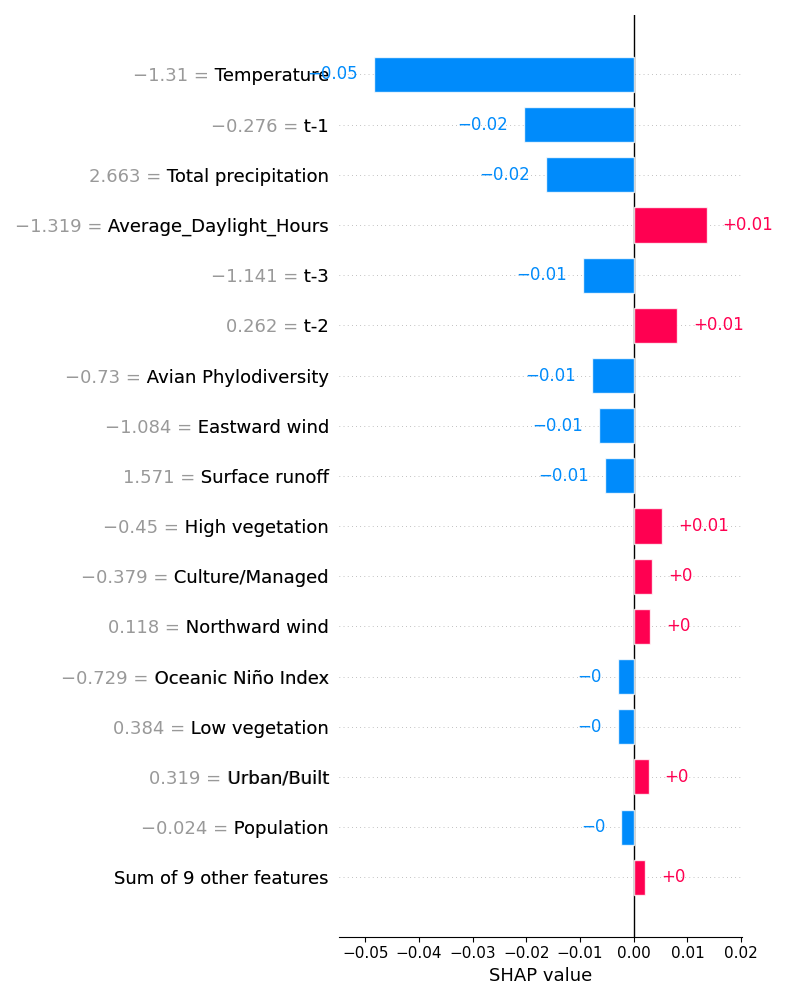 −1.31 = Temperature −0.05
−0.276 = t-1 −0.02
2.663 = Total precipitation −0.02
−1.319 = Average_Daylight_Hours +0.01
−1.141 = t-3 −0.01
0.262 = t-2 +0.01
−0.73 = Avian Phylodiversity −0.01
−1.084 = Eastward wind −0.01
1.571 = Surface runoff −0.01
−0.45 = High vegetation +0.01
−0.379 = Culture/Managed +0
0.118 = Northward wind +0
−0.729 = Oceanic Niño Index −0
0.384 = Low vegetation −0
0.319 = Urban/Built +0
−0.024 = Population −0
Sum of 9 other features +0
−0.05 −0.04 −0.03 −0.02 −0.01 0.00 0.01 0.02
SHAP value